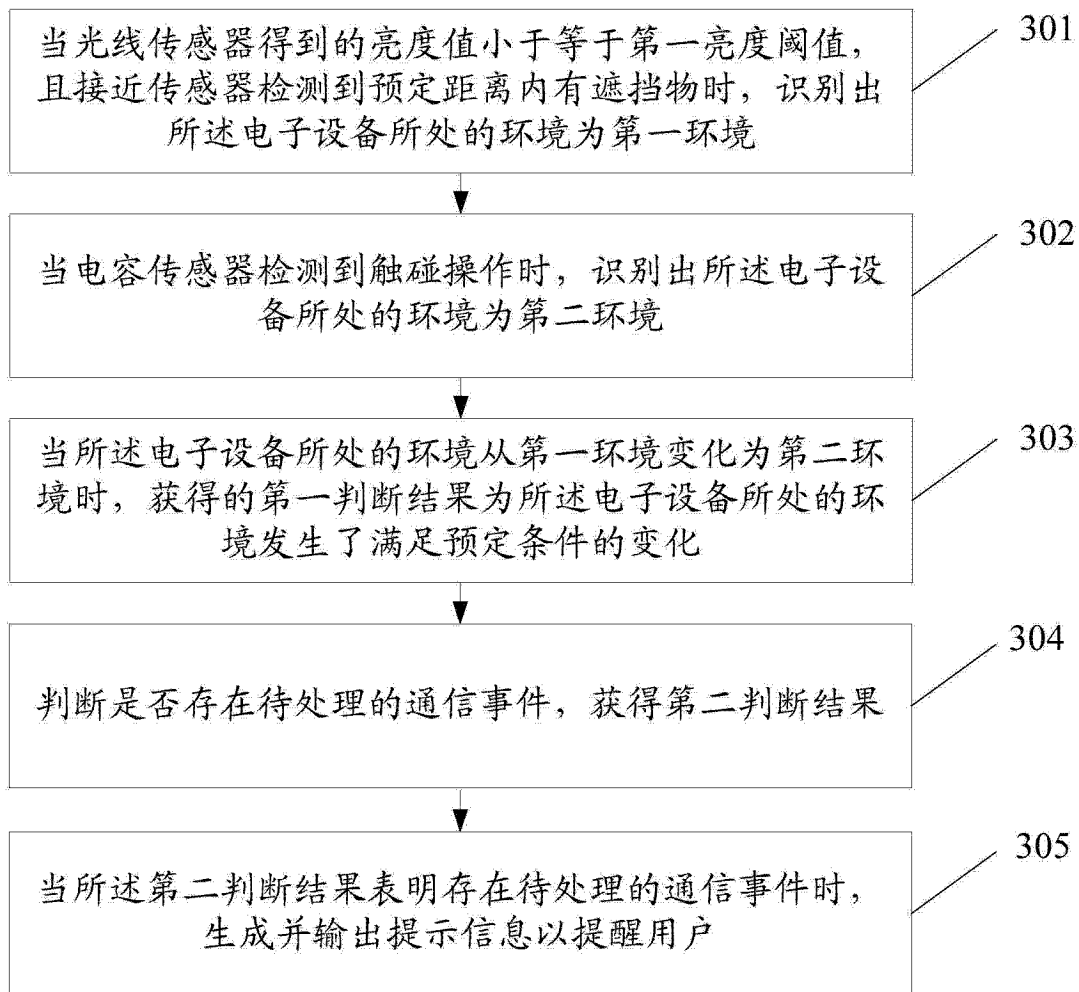 当光线传感器得到的亮度值小于等于第一亮度阈值，
且接近传感器检测到预定距离内有遮挡物时，识别出
所述电子设备所处的环境为第一环境
301
当电容传感器检测到触碰操作时，识别出所述电子设
备所处的环境为第二环境
302
当所述电子设备所处的环境从第一环境变化为第二环
境时，获得的第一判断结果为所述电子设备所处的环
境发生了满足预定条件的变化
303
判断是否存在待处理的通信事件，获得第二判断结果
304
当所述第二判断结果表明存在待处理的通信事件时，
生成并输出提示信息以提醒用户
305